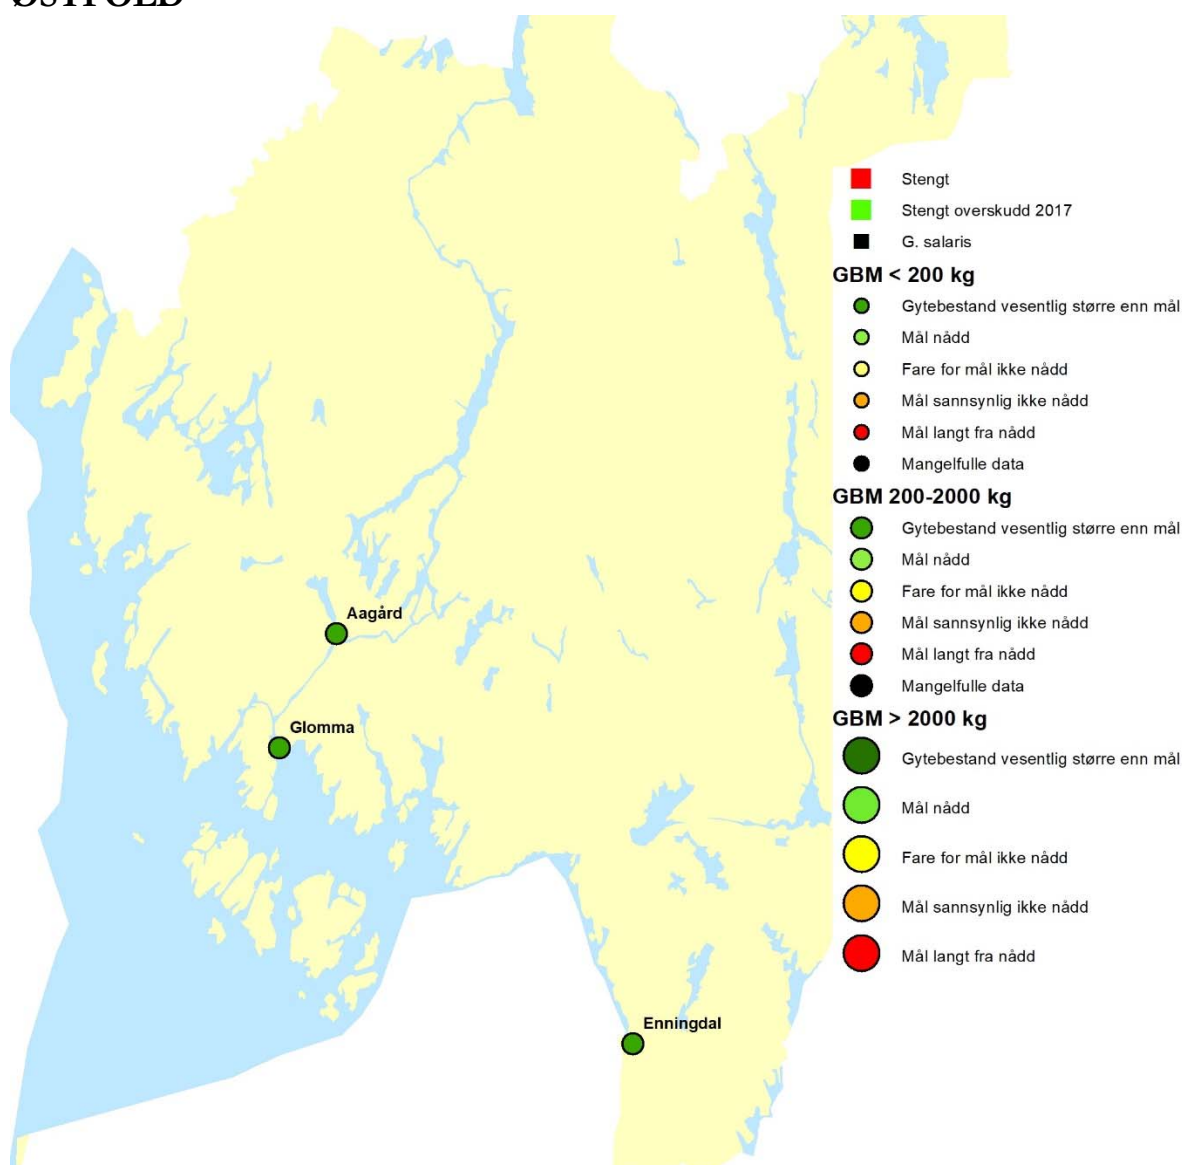 ØSTFOLD
Stengt
Stengt overskudd 2017
G. salaris
GBM < 200 kg
Gytebestand vesentlig større enn mål
Mål nådd
Fare for mål ikke nådd
Mål sannsynlig ikke nådd
Mål langt fra nådd
Mangelfulle data
GBM 200-2000 kg
Gytebestand vesentlig større enn mål
Mål nådd
Fare for mål ikke nådd
Mål sannsynlig ikke nådd
Mål langt fra nådd
Mangelfulle data
GBM > 2000 kg
Gytebestand vesentlig større enn mål
Mål nådd
Fare for mål ikke nådd
Mål sannsynlig ikke nådd
Mål langt fra nådd
Aagård
Glomma
Enningdal